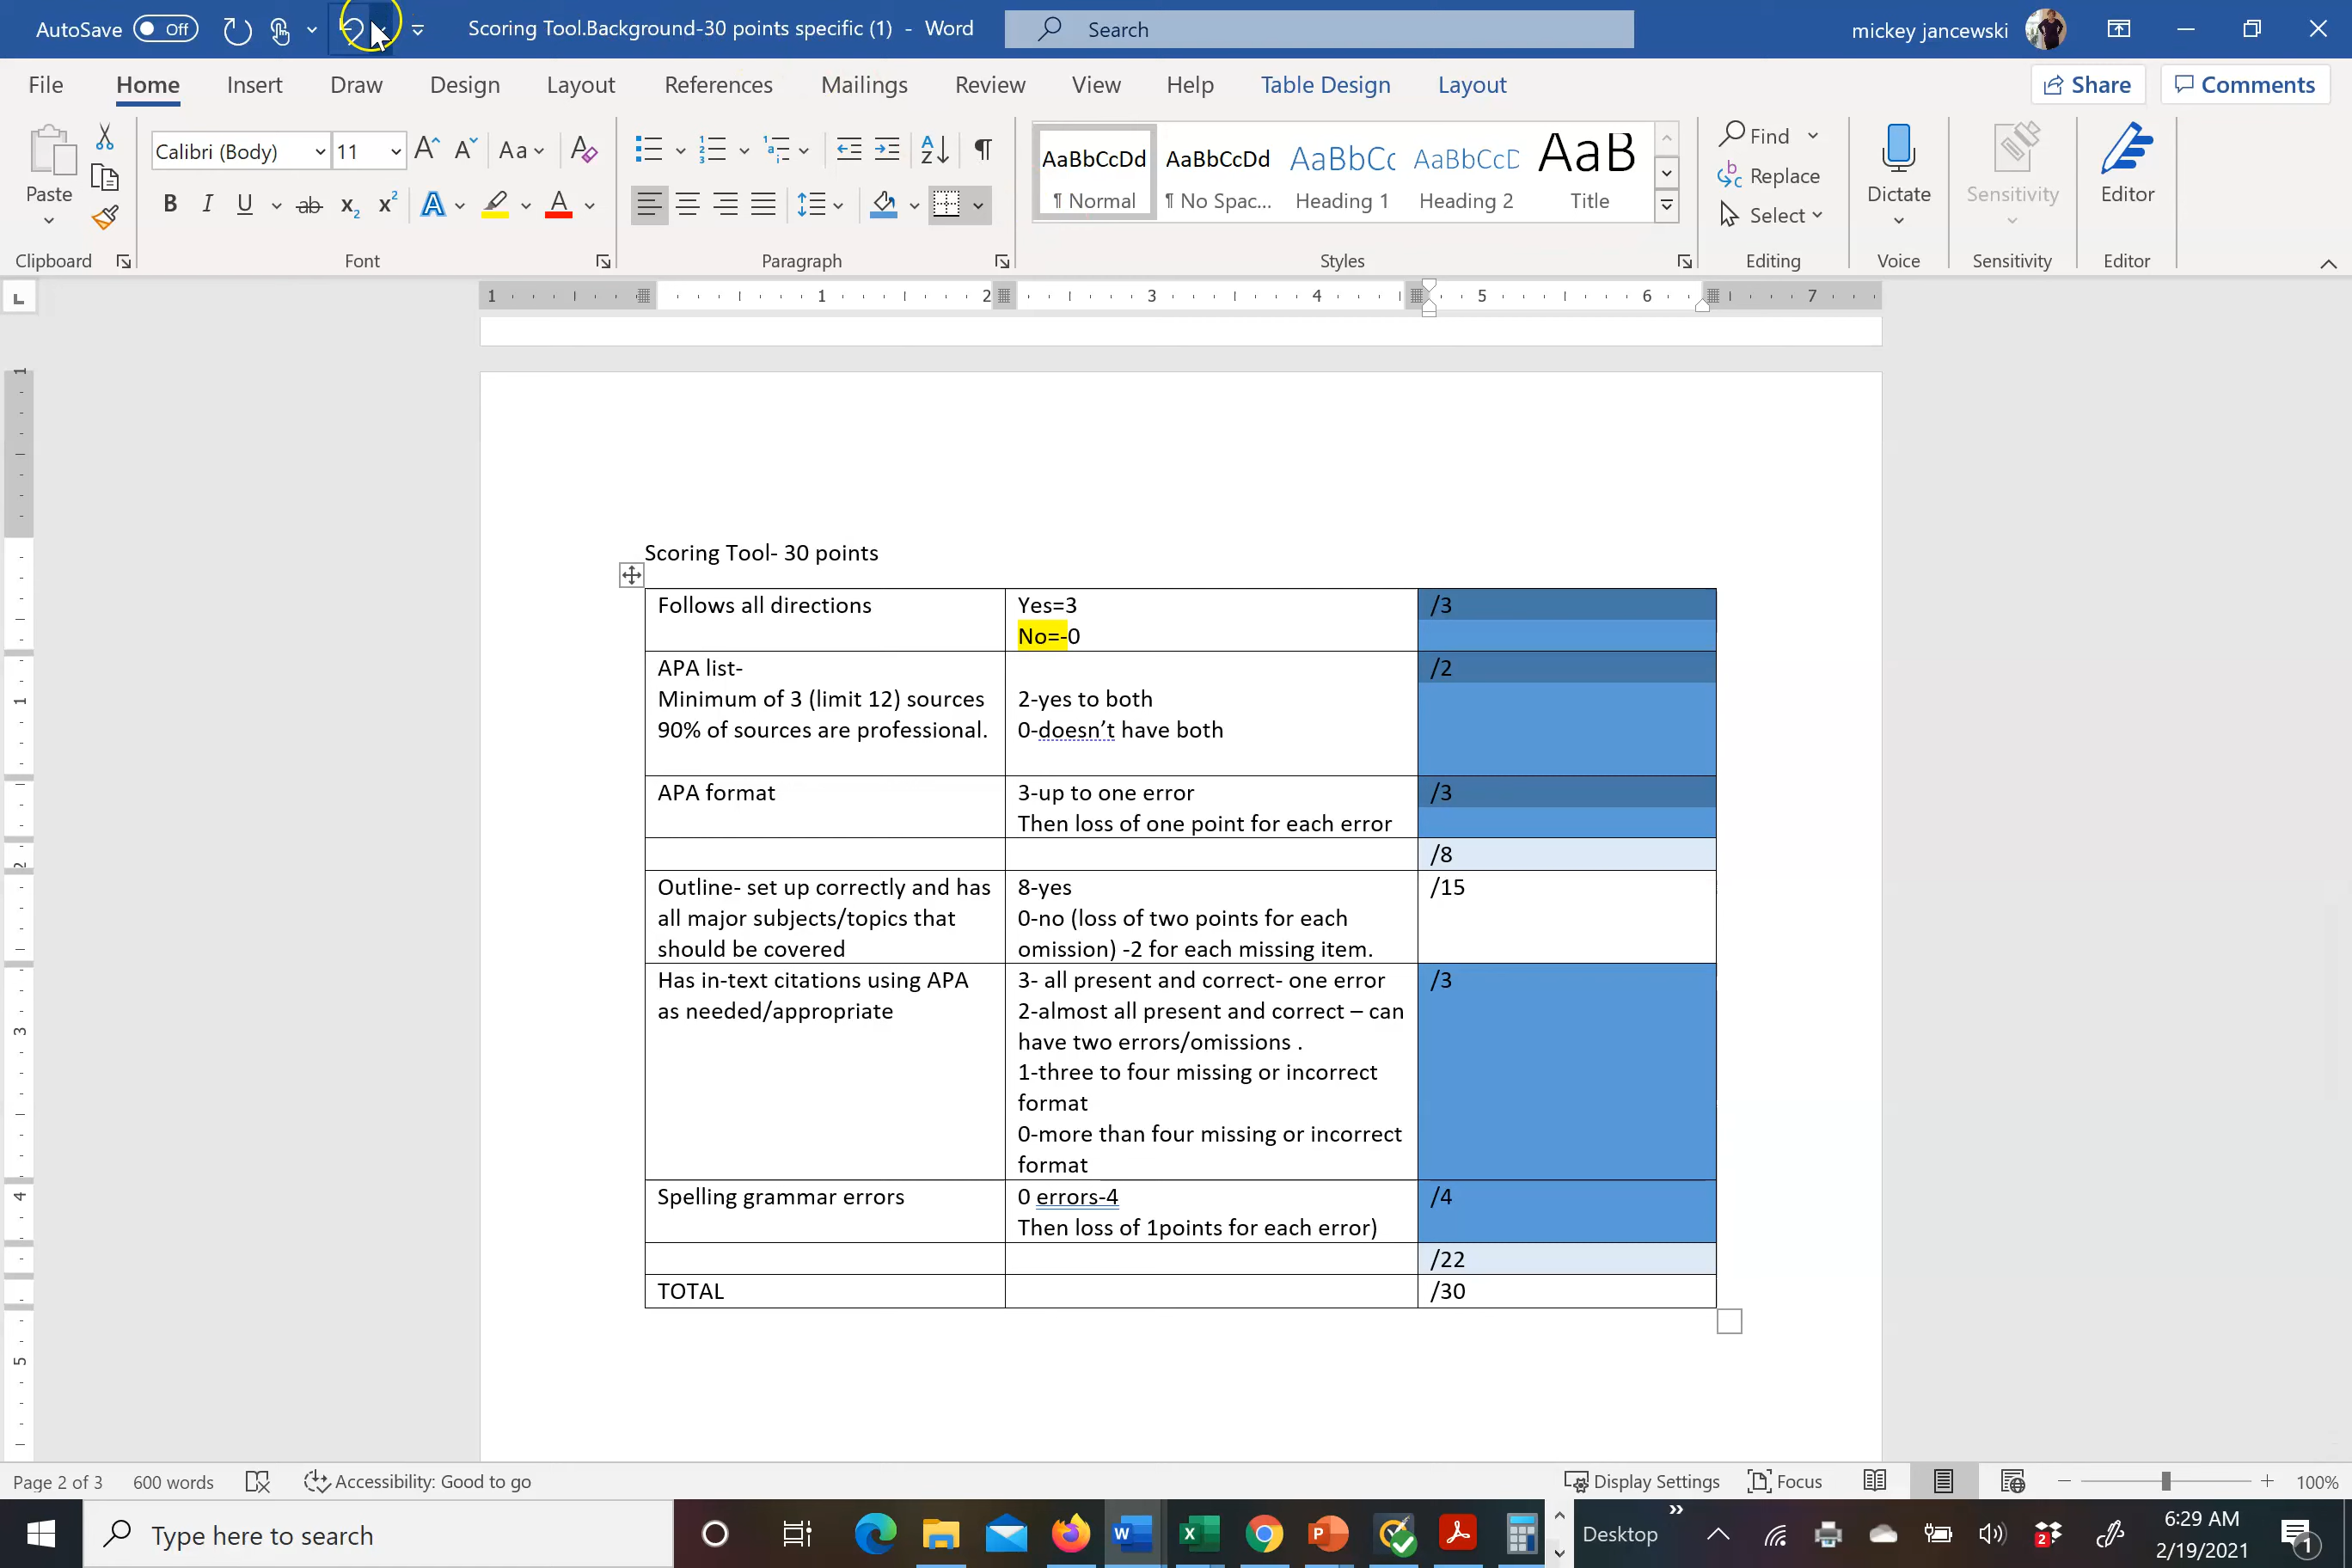 AutoSave Off Scoring Tool.Background-30 points specific (1) - Word Search mickey jancewski
File Home Insert Draw Design Layout References Mailings Review View Help Table Design Layout Share Comments
Calibri (Body) 11 Aa
Paste
Clipboard Font Paragraph
AaBbCcDd AaBbCcDd AaBbCc AaBbCcD AaB
¶ Normal ¶ No Spac... Heading 1 Heading 2 Title
Styles
Find
Replace
Select
Editing
Dictate
Voice
Sensitivity
Sensitivity
Editor
Editor
1 1 2 3 4 5 6 7
Scoring Tool- 30 points
Follows all directions Yes=3 /3
No=-0
APA list- /2
Minimum of 3 (limit 12) sources 2-yes to both
90% of sources are professional. 0-doesn’t have both
APA format 3-up to one error /3
Then loss of one point for each error
/8
Outline- set up correctly and has 8-yes /15
all major subjects/topics that 0-no (loss of two points for each
should be covered omission) -2 for each missing item.
Has in-text citations using APA 3- all present and correct- one error /3
as needed/appropriate 2-almost all present and correct – can
have two errors/omissions .
1-three to four missing or incorrect
format
0-more than four missing or incorrect
format
Spelling grammar errors 0 errors-4 /4
Then loss of 1points for each error)
/22
TOTAL /30
Page 2 of 3 600 words Accessibility: Good to go Display Settings Focus 100%
Type here to search Desktop 6:29 AM
2/19/2021